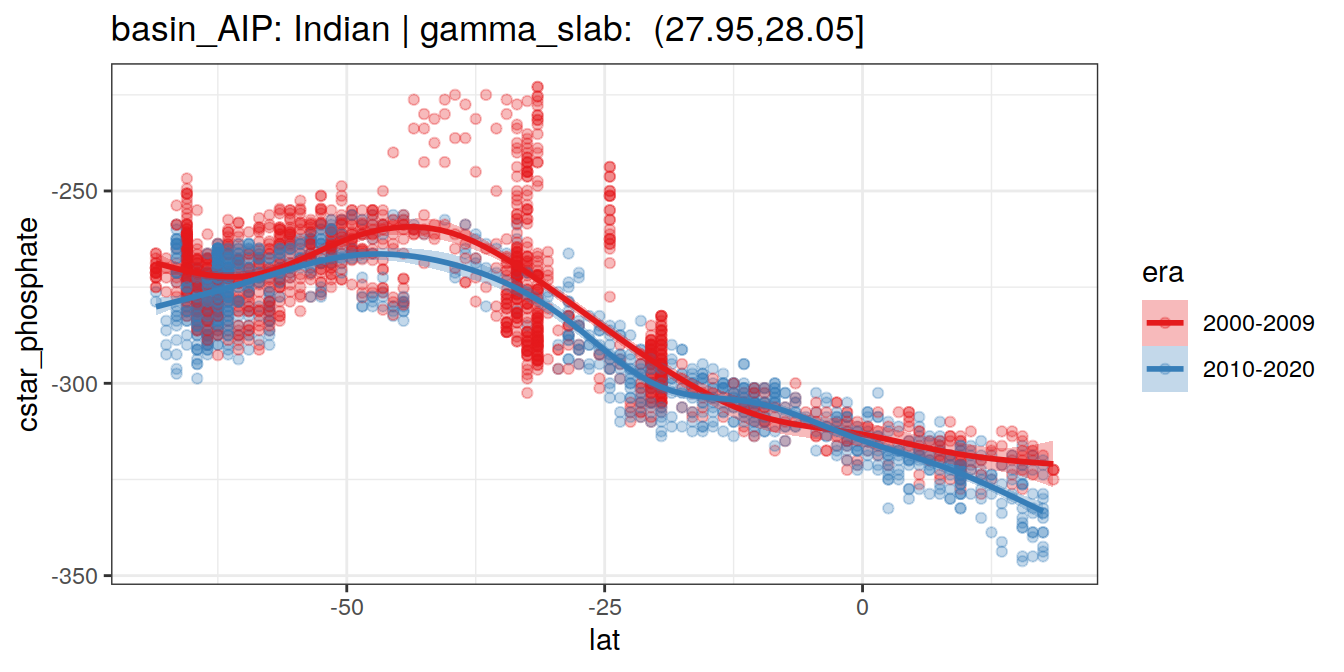 basin_AIP: Indian | gamma_slab:  (27.95,28.05]
cstar_phosphate
-250
-300
-350
-50
-25
0
lat
era
2000-2009
2010-2020